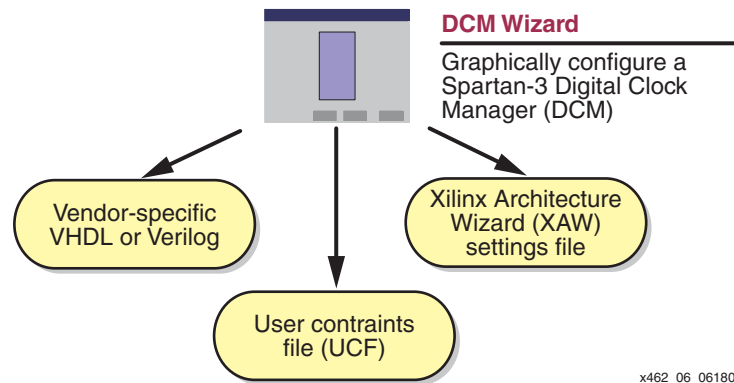 DCM Wizard
Graphically configure a
Spartan-3 Digital Clock
Manager (DCM)
Vendor-specific
VHDL or Verilog
Xilinx Architecture
Wizard (XAW)
settings file
User contraints
file (UCF)
x462_06_06180